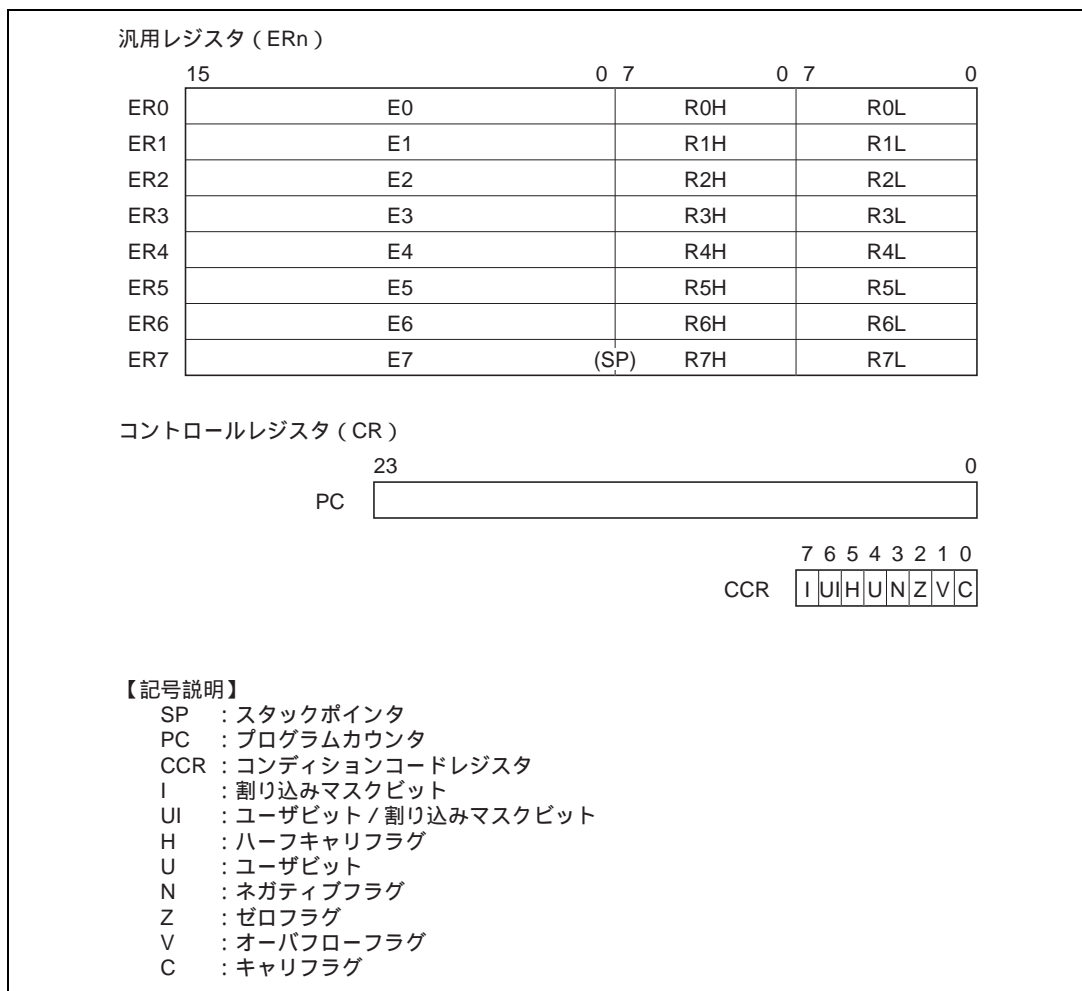 汎用レジスタ ( ERn )
15 0 7 0 7 0
ER0 E0 R0H R0L
ER1 E1 R1H R1L
ER2 E2 R2H R2L
ER3 E3 R3H R3L
ER4 E4 R4H R4L
ER5 E5 R5H R5L
ER6 E6 R6H R6L
ER7 E7 (SP) R7H R7L
コントロールレジスタ ( CR )
23 0
PC
7 6 5 4 3 2 1 0
CCR I UI H U N Z V C
【記号説明】
SP :スタックポインタ
PC :プログラムカウンタ
CCR :コンディションコードレジスタ
I :割り込みマスクビット
UI :ユーザビット / 割り込みマスクビット
H :ハーフキャリフラグ
U :ユーザビット
N :ネガティブフラグ
Z :ゼロフラグ
V :オーバフローフラグ
C :キャリフラグ